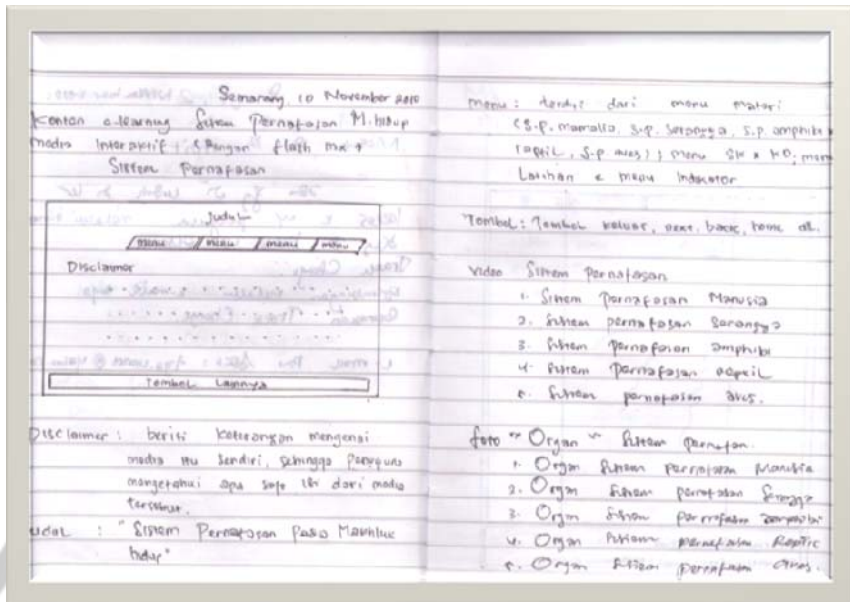 Semarang, 10 November 2010
Konten e-learning Sistem Pernafasan M. hidup
media Interaktif dengan flash mx +
Sistem Pernafasan
Judul
menu menu menu menu
Disclaimer
Tombol Lainnya
Disclaimer : berisi keterangan mengenai
media itu sendiri, sehingga pengguna
mengetahui apa saja isi dari media
tersebut.
udul : "Sistem Pernafasan Pada Makhluk
hidup"
menu : terdiri dari menu materi
(S.P. mamalia, S.P. Serangga, S.P. amphibi
reptil, S.P aves) ; menu SK & KD; menu
Latihan & menu Indikator
Tombol : Tombol keluar, next, back, home dll.
Video Sistem pernafasan
1. Sistem Pernafasan Manusia
2. Sistem pernafasan Serangga
3. Sistem pernafasan amphibi
4. Sistem pernafasan reptil
5. Sistem pernafasan aves.
foto " Organ " Sistem pernafan.
1. Organ Sistem pernafasan Manusia
2. Organ Sistem pernafasan Serangga
3. Organ Sistem pernafasan amphibi
4. Organ Sistem pernafasan Reptil
5. Organ Sistem pernafasan aves.